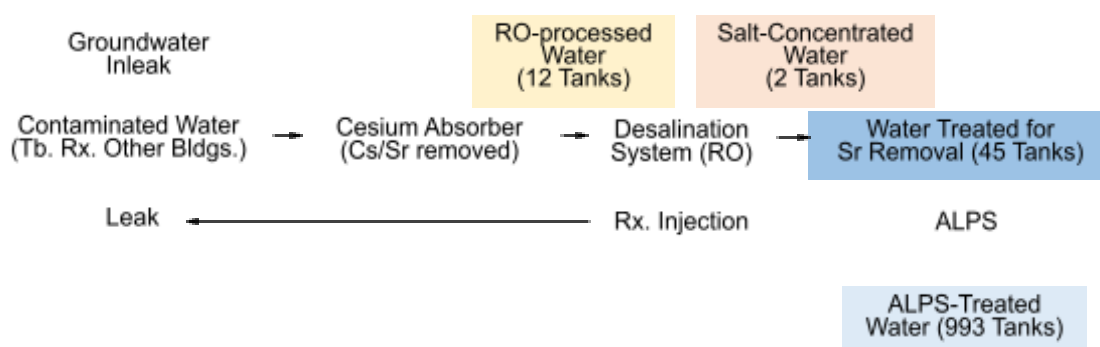 Groundwater
Inleak
RO-processed
Water
(12 Tanks)
Salt-Concentrated
Water
(2 Tanks)
Contaminated Water
(Tb. Rx. Other Bldgs.)
Cesium Absorber
(Cs/Sr removed)
Desalination
System (RO)
Water Treated for
Sr Removal (45 Tanks)
Leak
Rx. Injection
ALPS
ALPS-Treated
Water (993 Tanks)